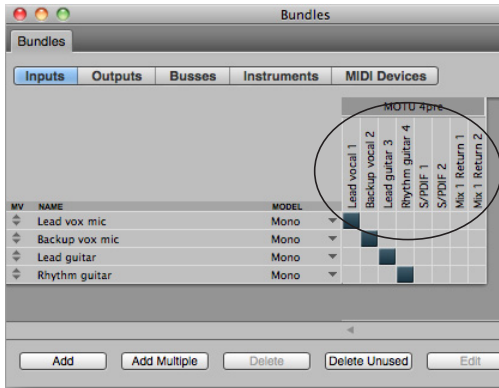 Bundles
Bundles
Inputs Outputs Busses Instruments MIDI Devices
MOTU 4pre
Lead vocal 1
Backup vocal 2
Lead guitar 3
Rhythm guitar 4
S/PDIF 1
S/PDIF 2
Mix 1 Return 1
Mix 1 Return 2
MV NAME MODEL
Lead vox mic Mono
Backup vox mic Mono
Lead guitar Mono
Rhythm guitar Mono
Add Add Multiple Delete Delete Unused Edit